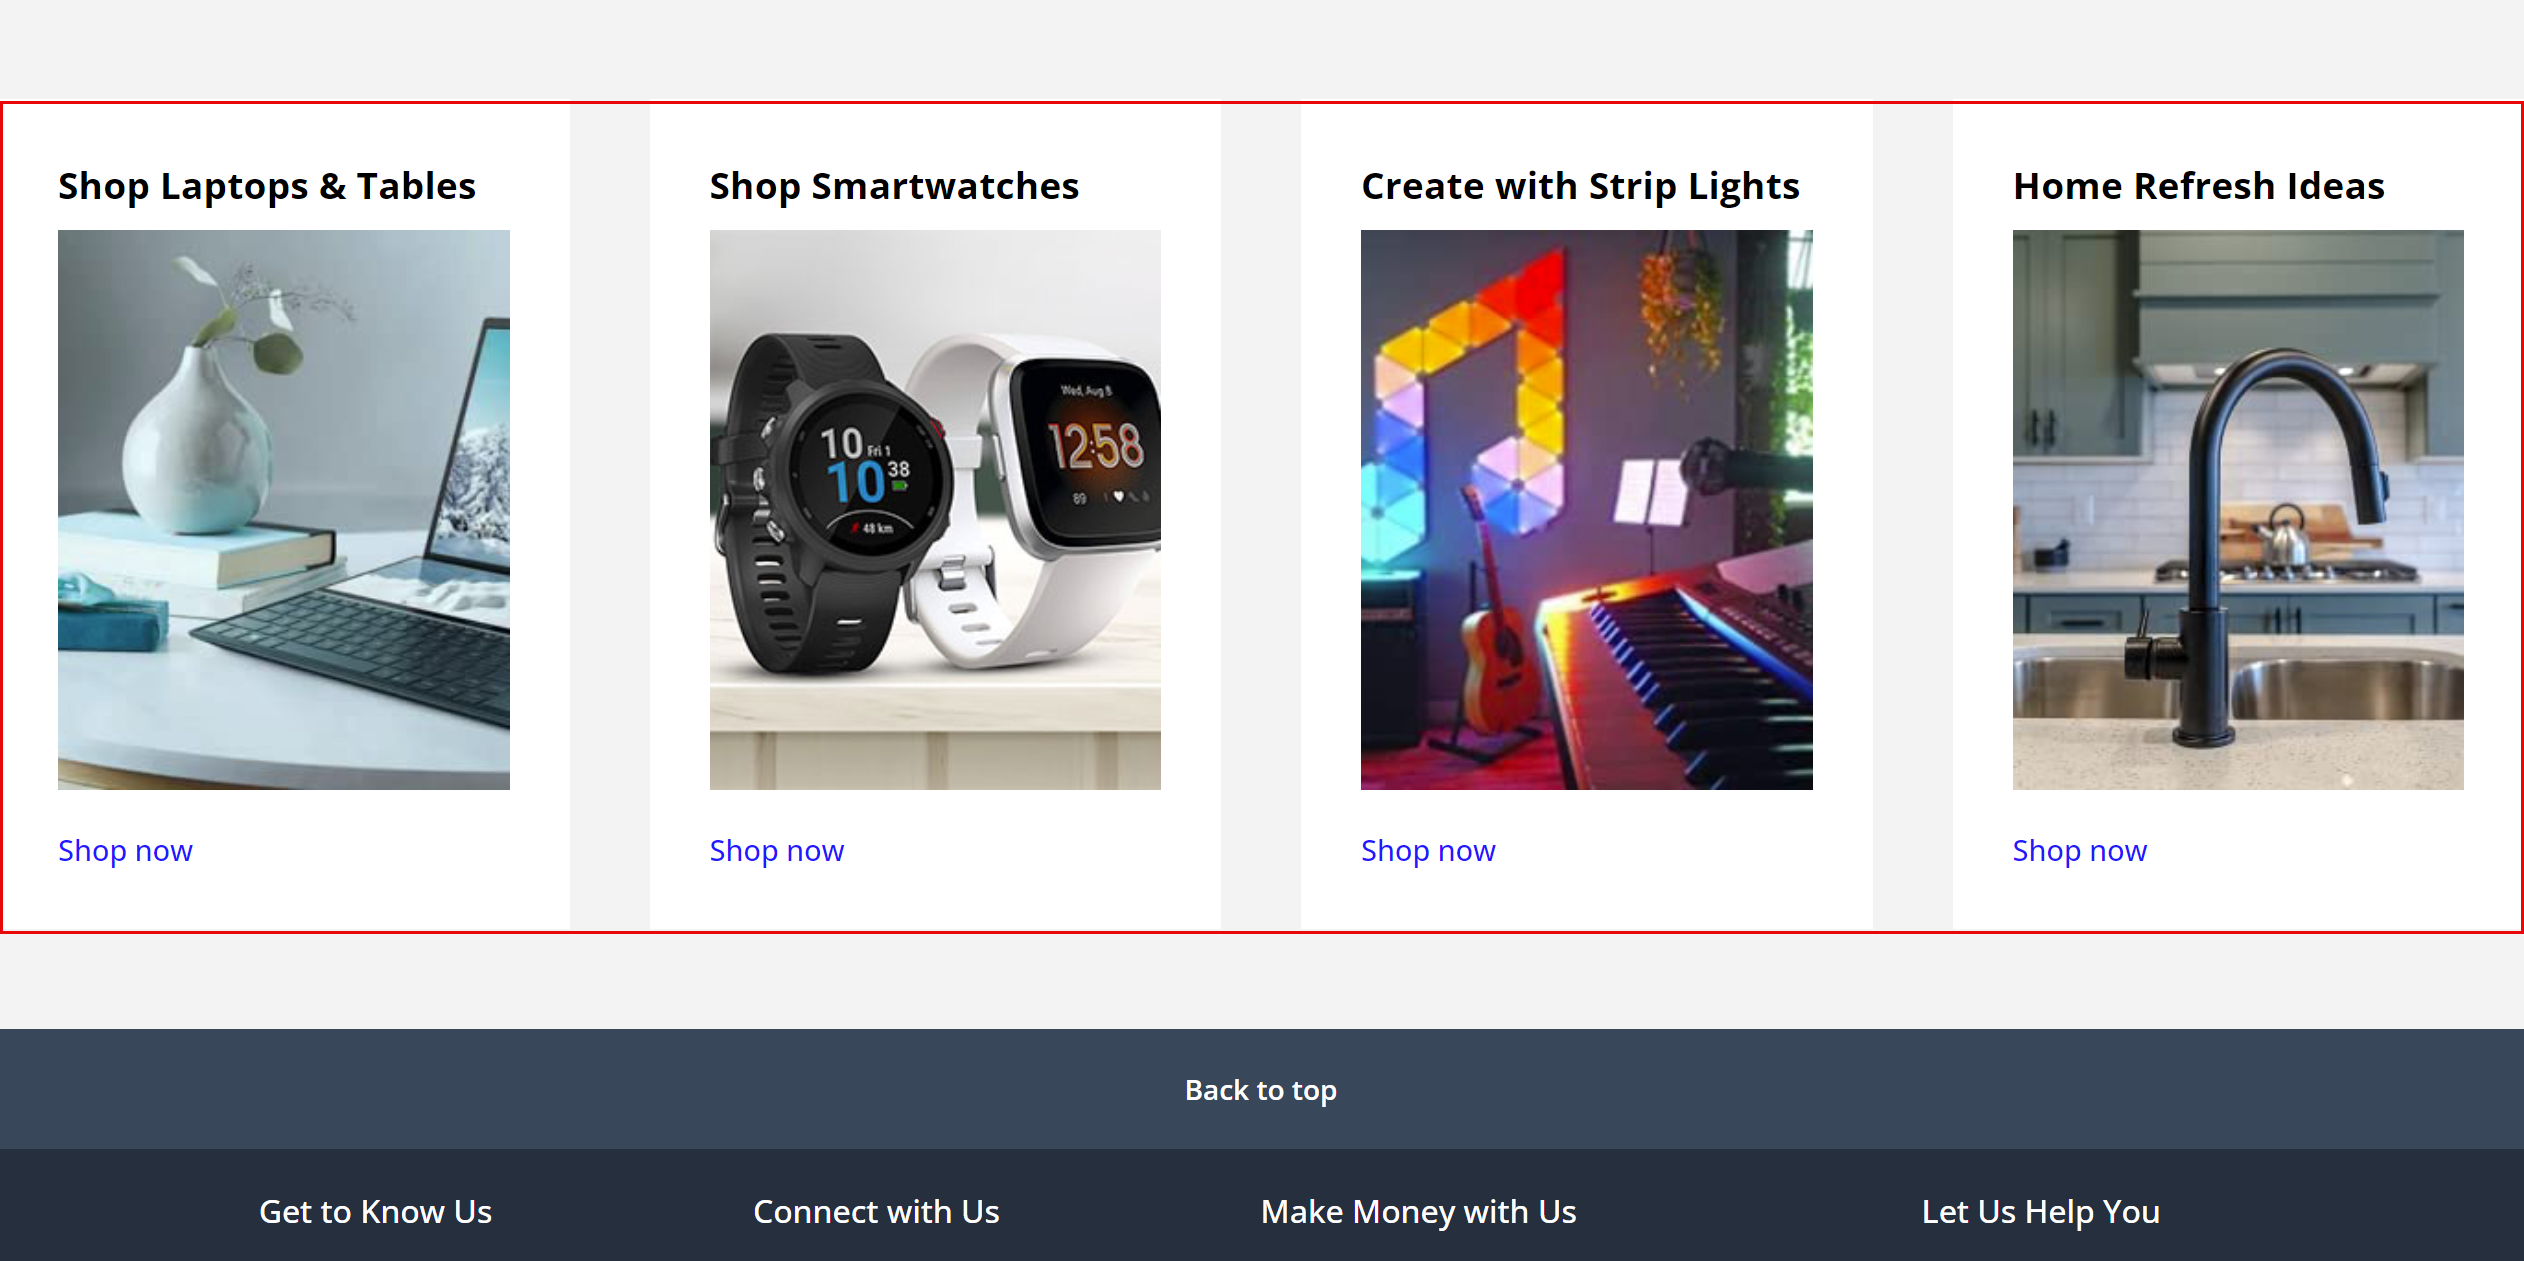 Shop Laptops & Tables
Shop Smartwatches
Create with Strip Lights
Home Refresh Ideas
10 Fri 1
10 38
48 km
Wed, Aug 8
12:58
89
Shop now
Shop now
Shop now
Shop now
Back to top
Get to Know Us
Connect with Us
Make Money with Us
Let Us Help You